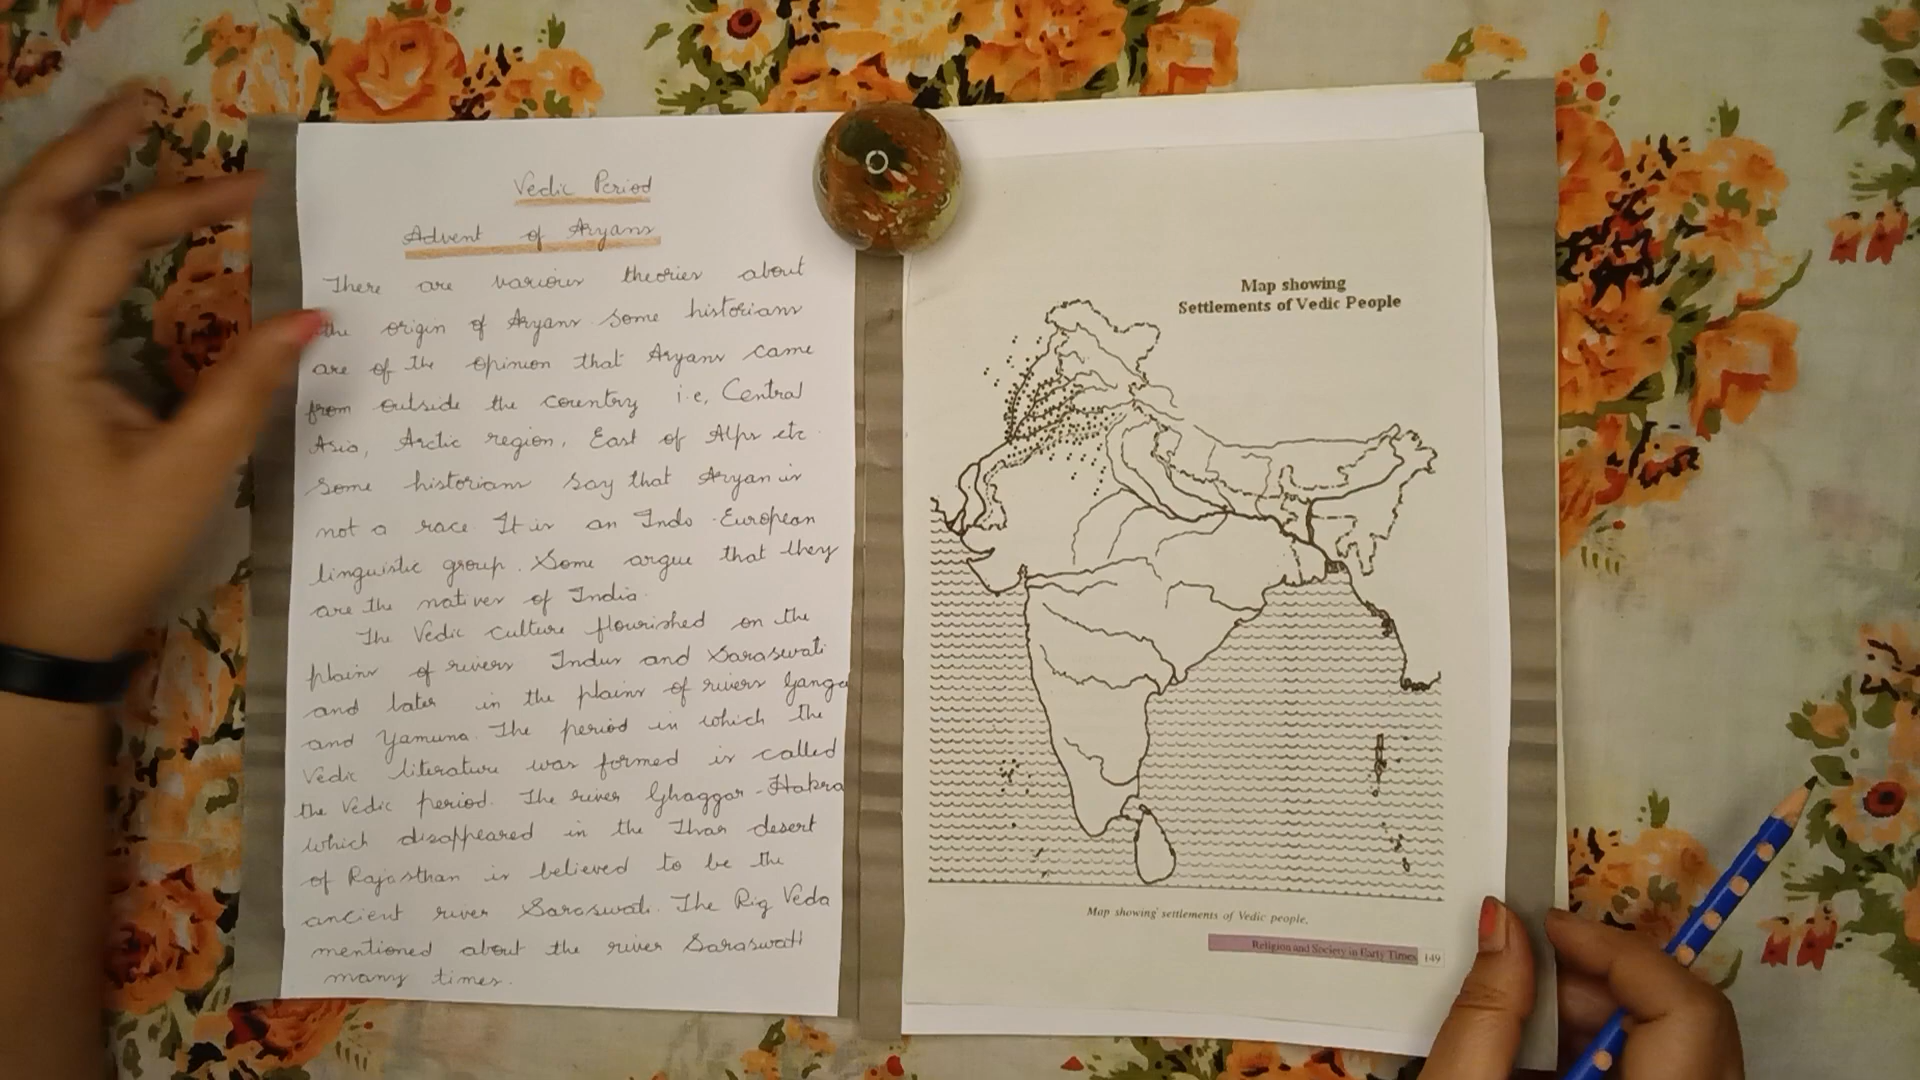 Vedic Period
Advent of Aryans
There are various theories about
the origin of Aryans some historians
are of the opinion that Aryans came
from outside the country i.e, Central
Asia, Arctic region, East of Alps etc.
Some historians say that Aryan is
not a race It is an Indo-European
linguistic group. Some argue that they
are the natives of India.
The Vedic culture flourished on the
plains of rivers Indus and Saraswati
and later in the plains of rivers Ganga
and Yamuna. The period in which the
Vedic literature was formed is called
the Vedic period. The river Ghaggar-Hakra
which disappeared in the Thar desert
of Rajasthan is believed to be the
ancient river Saraswati. The Rig Veda
mentioned about the river Saraswati
many times.
Map showing
Settlements of Vedic People
Map showing settlements of Vedic people.
Religion and Society in Early Times 149